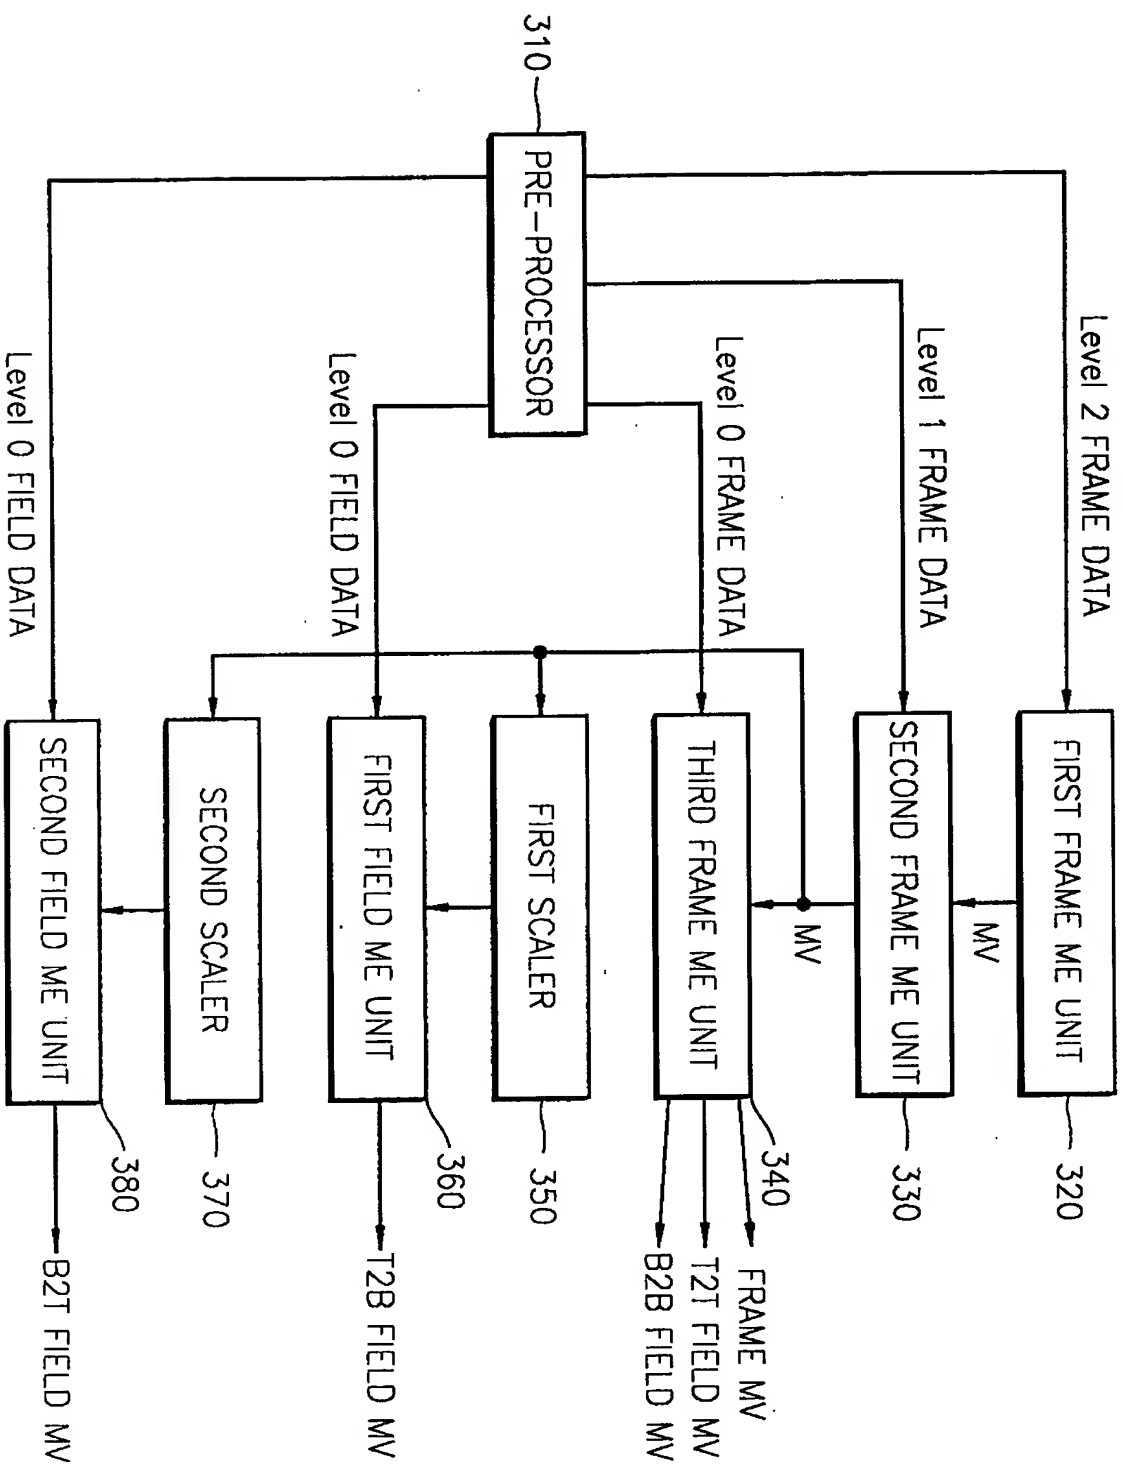 310
PRE-PROCESSOR
Level 2 FRAME DATA
FIRST FRAME ME UNIT
320
MV
Level 1 FRAME DATA
SECOND FRAME ME UNIT
330
MV
Level 0 FRAME DATA
THIRD FRAME ME UNIT
340
FRAME MV
T2T FIELD MV
B2B FIELD MV
FIRST SCALER
350
Level 0 FIELD DATA
FIRST FIELD ME UNIT
360
T2B FIELD MV
SECOND SCALER
370
Level 0 FIELD DATA
SECOND FIELD ME UNIT
380
B2T FIELD MV